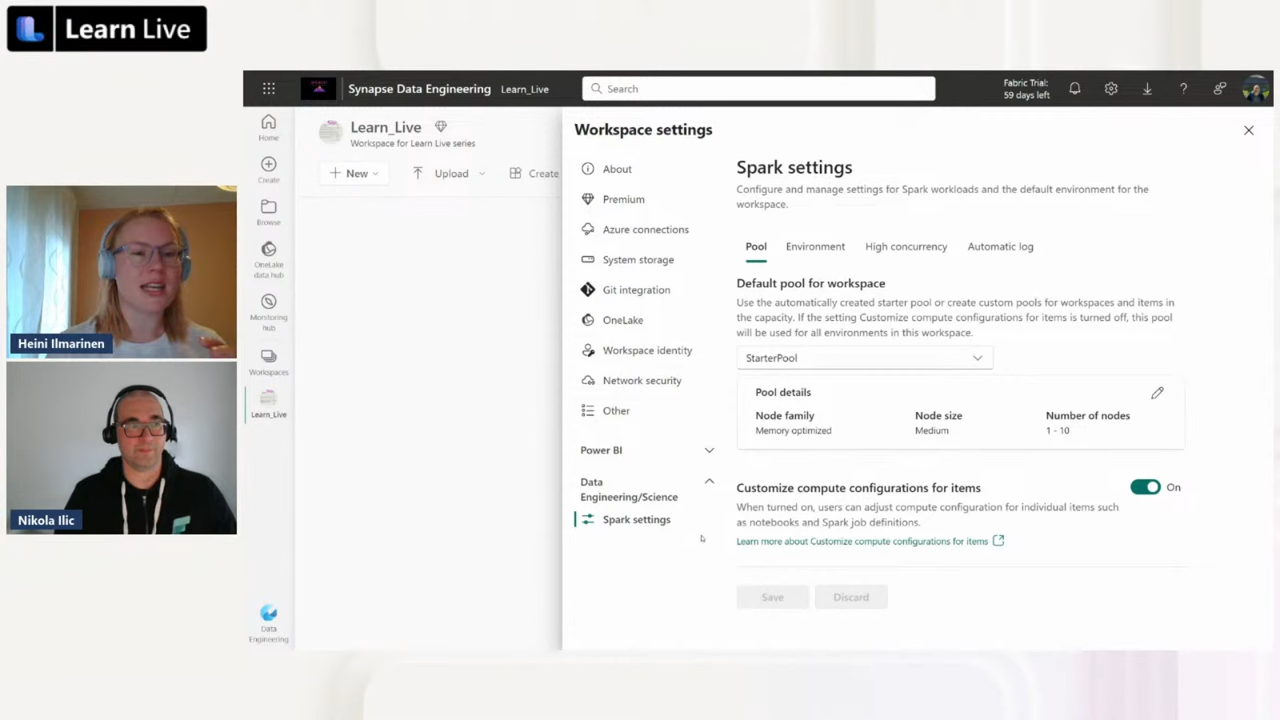 Learn Live
Synapse Data Engineering Learn_Live
Search
Fabric Trial:
59 days left
Home
Create
Browse
OneLake
data hub
Monitoring
hub
Workspaces
Learn_Live
Data
Engineering
Learn_Live
Workspace for Learn Live series
New
Upload
Create
Workspace settings
About
Premium
Azure connections
System storage
Git integration
OneLake
Workspace identity
Network security
Other
Power BI
Data
Engineering/Science
Spark settings
Spark settings
Configure and manage settings for Spark workloads and the default environment for the
workspace.
Pool Environment High concurrency Automatic log
Default pool for workspace
Use the automatically created starter pool or create custom pools for workspaces and items in
the capacity. If the setting Customize compute configurations for items is turned off, this pool
will be used for all environments in this workspace.
StarterPool
Pool details
Node family Node size Number of nodes
Memory optimized Medium 1 - 10
Customize compute configurations for items
On
When turned on, users can adjust compute configuration for individual items such
as notebooks and Spark job definitions.
Learn more about Customize compute configurations for items
Save Discard
Heini Ilmarinen
Nikola Ilic